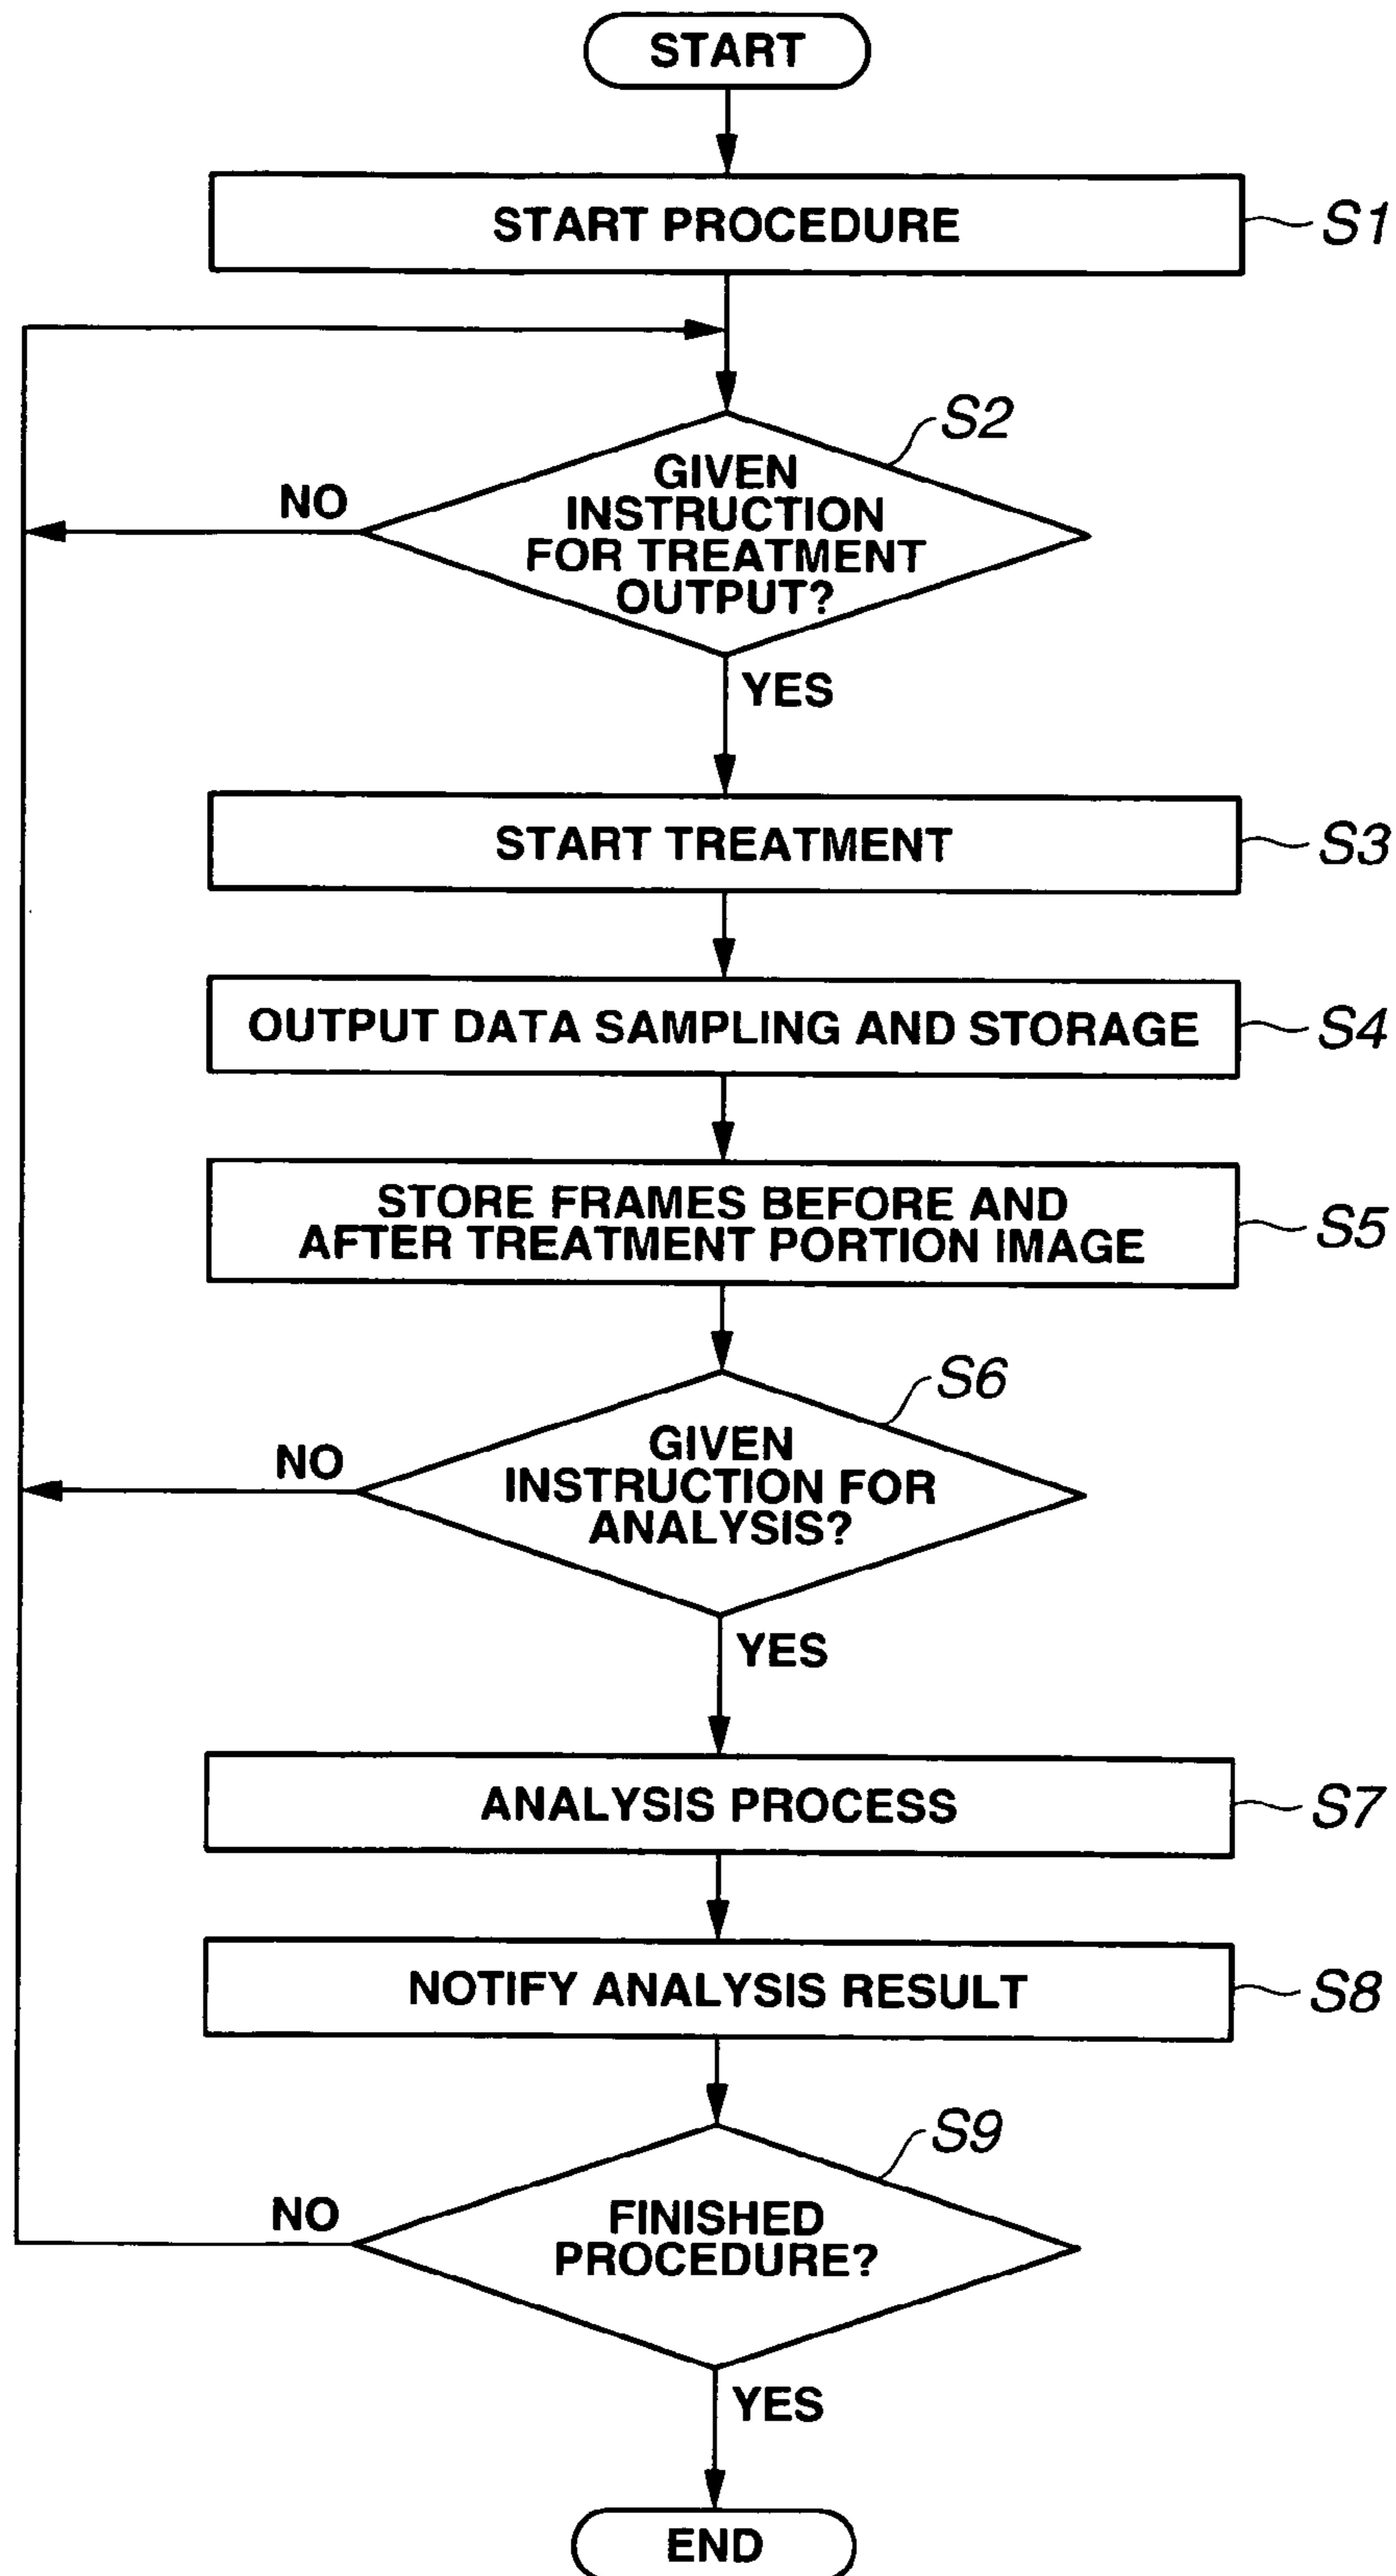 START
START PROCEDURE
S1
S2
GIVEN
INSTRUCTION
FOR TREATMENT
OUTPUT?
NO
YES
START TREATMENT
S3
OUTPUT DATA SAMPLING AND STORAGE
S4
STORE FRAMES BEFORE AND
AFTER TREATMENT PORTION IMAGE
S5
S6
GIVEN
INSTRUCTION FOR
ANALYSIS?
NO
YES
ANALYSIS PROCESS
S7
NOTIFY ANALYSIS RESULT
S8
S9
FINISHED
PROCEDURE?
NO
YES
END